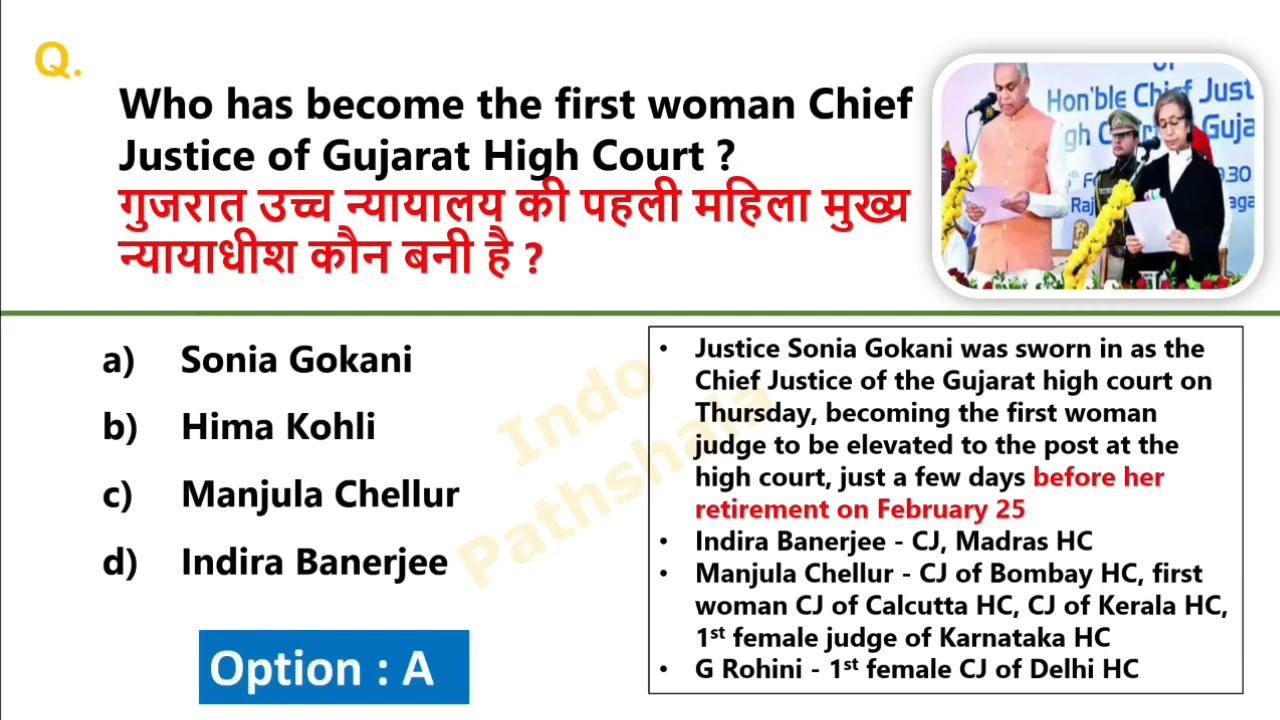 Q.
Who has become the first woman Chief
Justice of Gujarat High Court ?
गुजरात उच्च न्यायालय की पहली महिला मुख्य
न्यायाधीश कौन बनी है ?
Hon'ble Chief Just
a) Sonia Gokani
b) Hima Kohli
c) Manjula Chellur
d) Indira Banerjee
Option : A
Indo
Pathshala
• Justice Sonia Gokani was sworn in as the
Chief Justice of the Gujarat high court on
Thursday, becoming the first woman
judge to be elevated to the post at the
high court, just a few days before her
retirement on February 25
• Indira Banerjee - CJ, Madras HC
• Manjula Chellur - CJ of Bombay HC, first
woman CJ of Calcutta HC, CJ of Kerala HC,
1st female judge of Karnataka HC
• G Rohini - 1st female CJ of Delhi HC